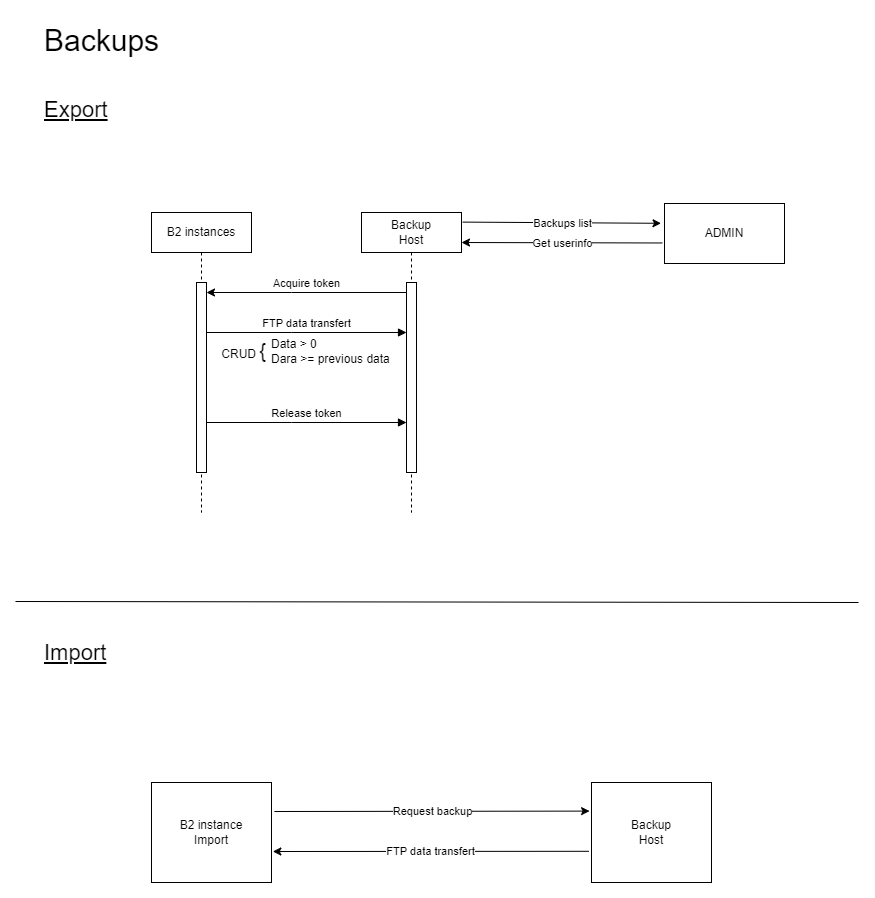 Backups
Export
B2 instances
Backup
Host
Backups list
Get userinfo
ADMIN
Acquire token
FTP data transfert
CRUD {
Data > 0
Dara >= previous data
Release token
Import
B2 instance
Import
Request backup
FTP data transfert
Backup
Host